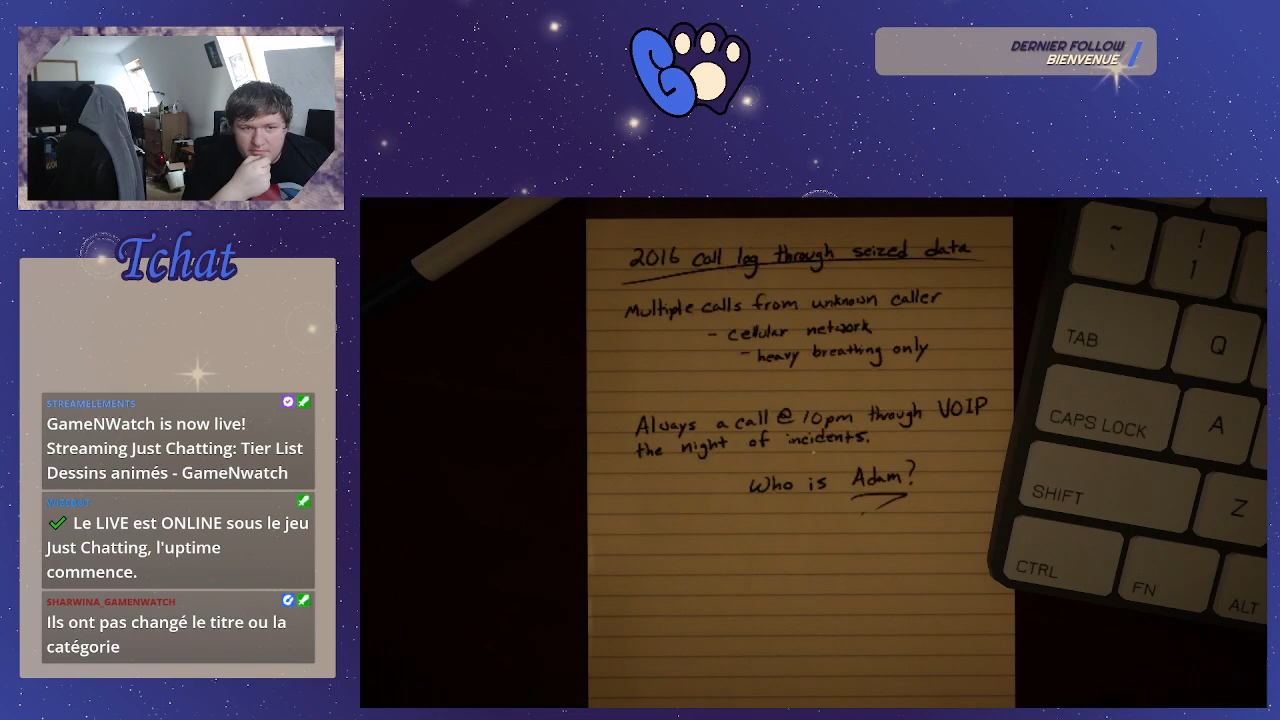 DERNIER FOLLOW
BIENVENUE
Tchat
STREAMELEMENTS
GameNWatch is now live!
Streaming Just Chatting: Tier List
Dessins animés - GameNwatch
WIZEBOT
Le LIVE est ONLINE sous le jeu
Just Chatting, l'uptime
commence.
SHARWINA_GAMENWATCH
Ils ont pas changé le titre ou la
catégorie
2016 call log through seized data
Multiple calls from unknown caller
- cellular network
- heavy breathing only
Always a call @ 10pm through VOIP
the night of incidents.
Who is Adam?
~ `
! 1
TAB
Q
CAPS LOCK
A
SHIFT
Z
CTRL
FN
ALT